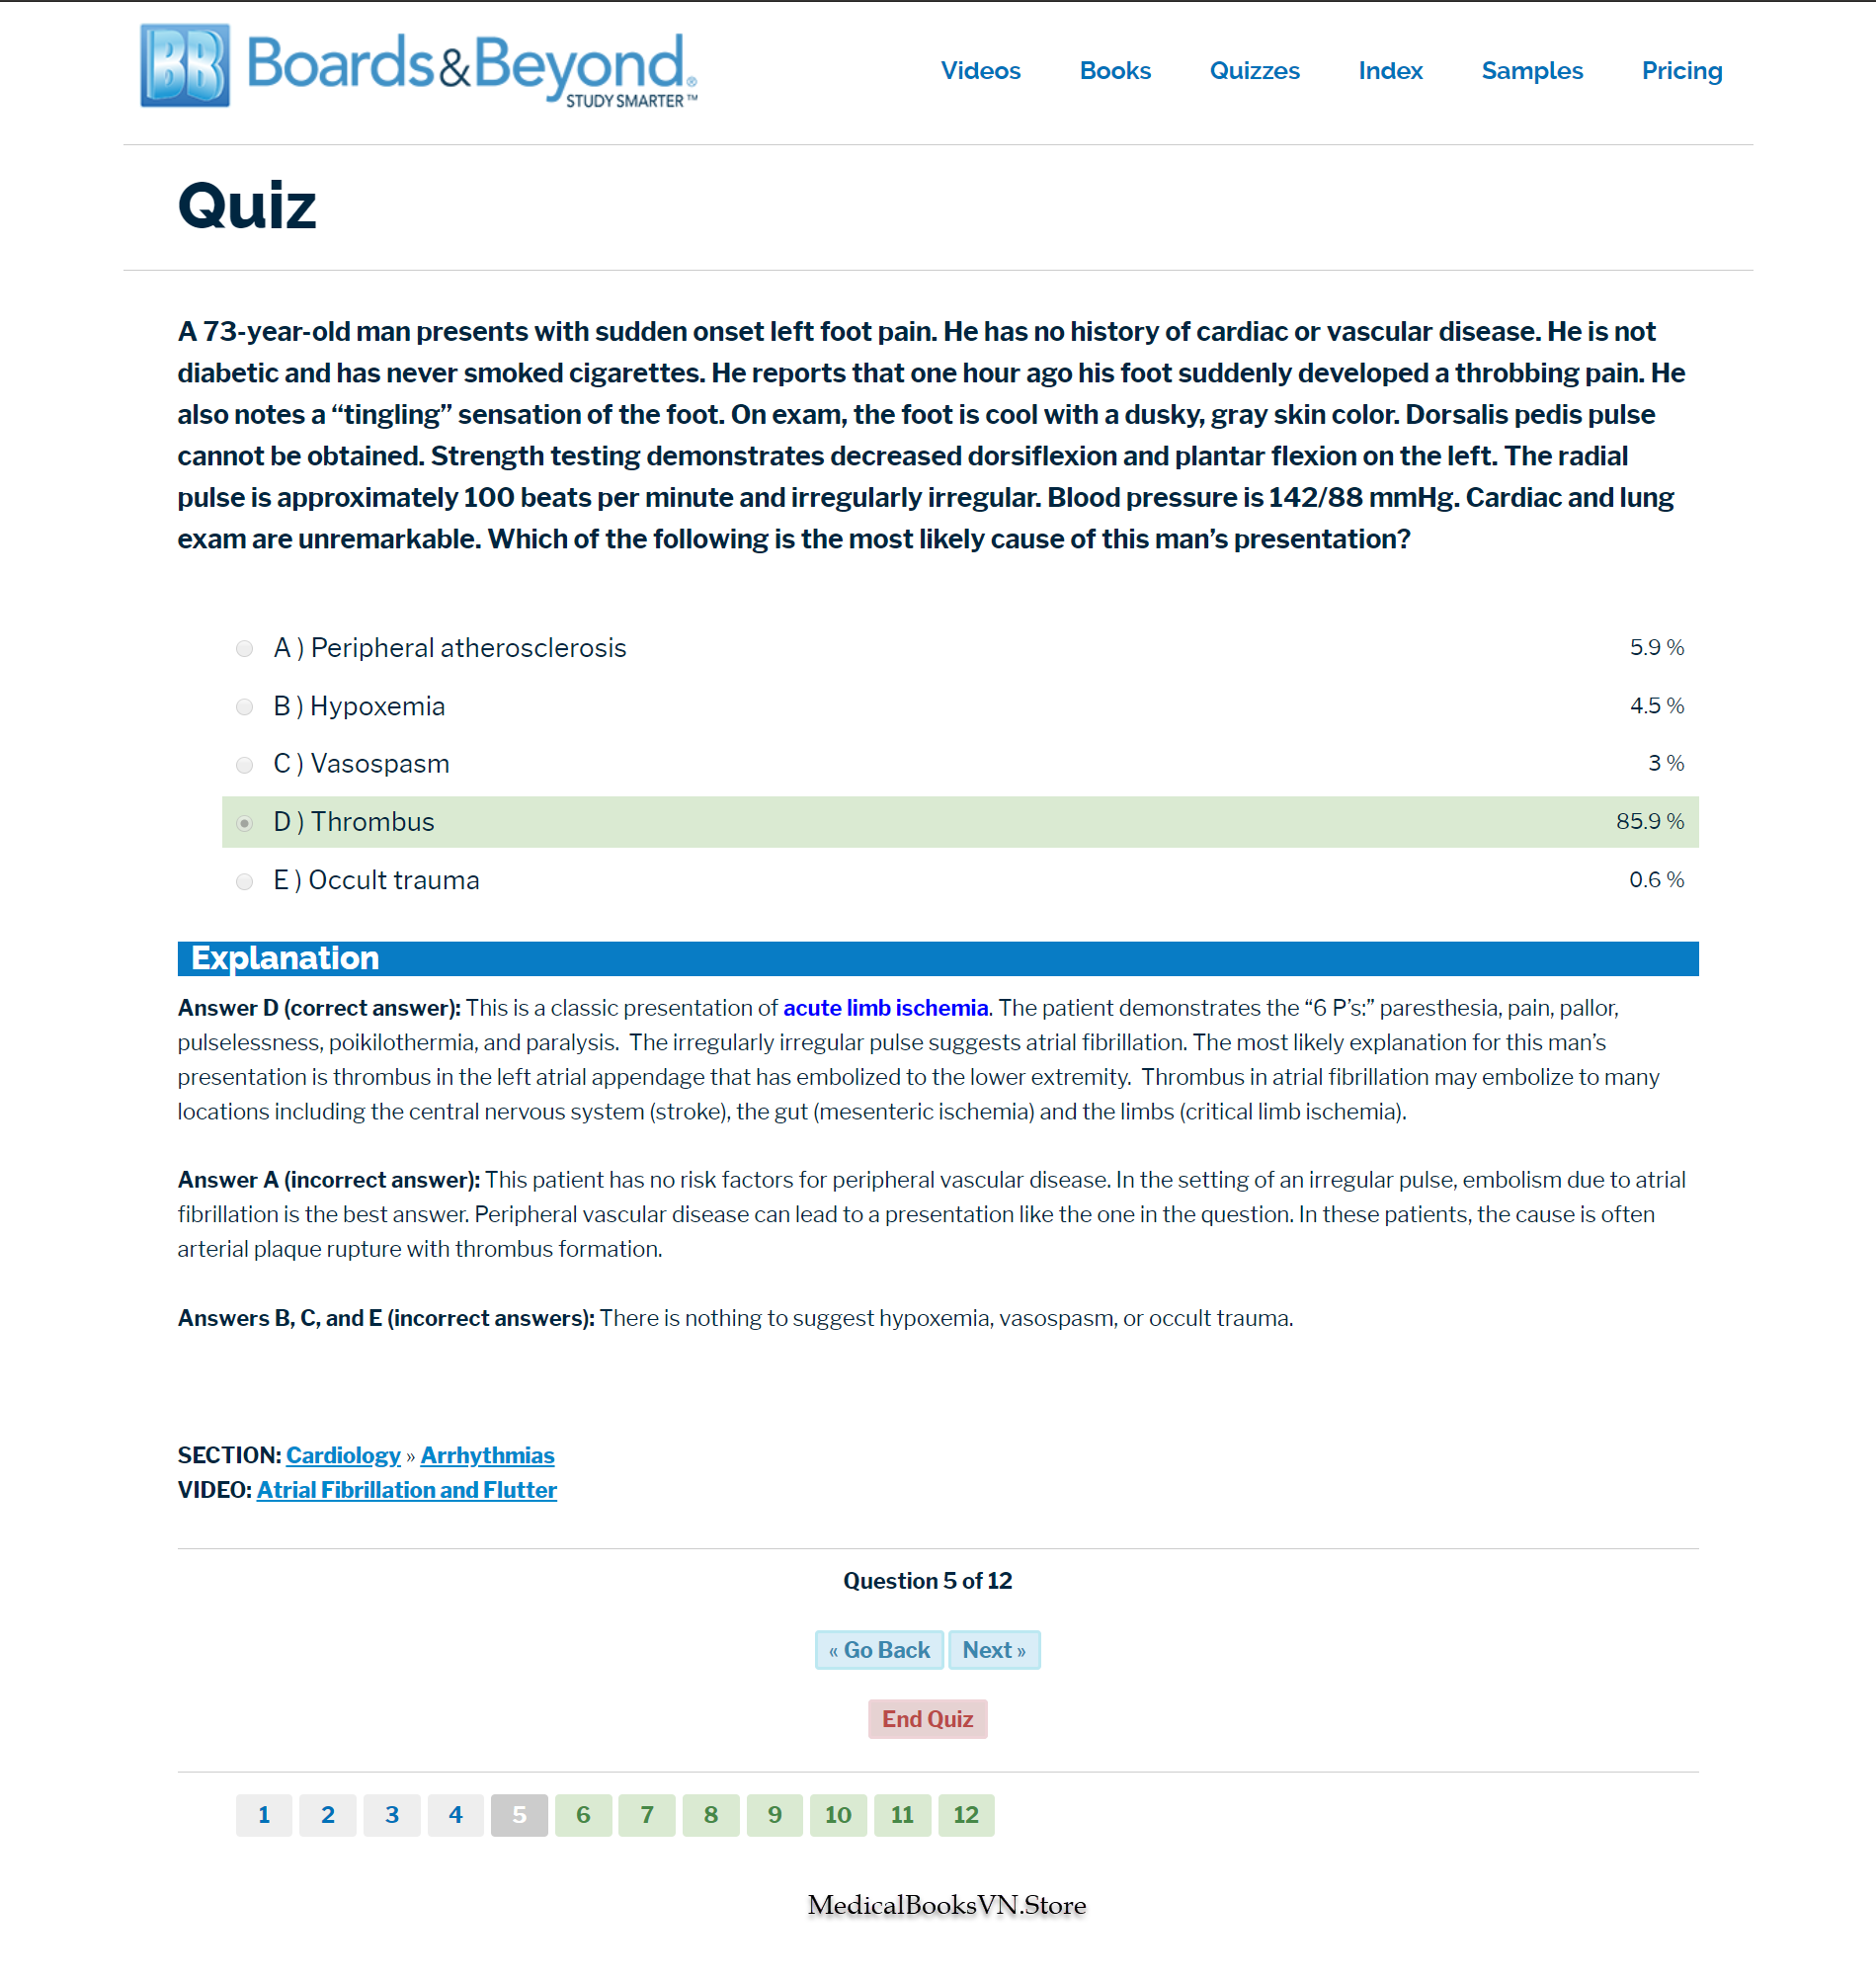 BB Boards&Beyond®
STUDY SMARTER™
Videos Books Quizzes Index Samples Pricing
Quiz
A 73-year-old man presents with sudden onset left foot pain. He has no history of cardiac or vascular disease. He is not
diabetic and has never smoked cigarettes. He reports that one hour ago his foot suddenly developed a throbbing pain. He
also notes a “tingling” sensation of the foot. On exam, the foot is cool with a dusky, gray skin color. Dorsalis pedis pulse
cannot be obtained. Strength testing demonstrates decreased dorsiflexion and plantar flexion on the left. The radial
pulse is approximately 100 beats per minute and irregularly irregular. Blood pressure is 142/88 mmHg. Cardiac and lung
exam are unremarkable. Which of the following is the most likely cause of this man’s presentation?
A ) Peripheral atherosclerosis 5.9 %
B ) Hypoxemia 4.5 %
C ) Vasospasm 3 %
D ) Thrombus 85.9 %
E ) Occult trauma 0.6 %
Explanation
Answer D (correct answer): This is a classic presentation of acute limb ischemia. The patient demonstrates the “6 P’s:” paresthesia, pain, pallor,
pulselessness, poikilothermia, and paralysis. The irregularly irregular pulse suggests atrial fibrillation. The most likely explanation for this man’s
presentation is thrombus in the left atrial appendage that has embolized to the lower extremity. Thrombus in atrial fibrillation may embolize to many
locations including the central nervous system (stroke), the gut (mesenteric ischemia) and the limbs (critical limb ischemia).
Answer A (incorrect answer): This patient has no risk factors for peripheral vascular disease. In the setting of an irregular pulse, embolism due to atrial
fibrillation is the best answer. Peripheral vascular disease can lead to a presentation like the one in the question. In these patients, the cause is often
arterial plaque rupture with thrombus formation.
Answers B, C, and E (incorrect answers): There is nothing to suggest hypoxemia, vasospasm, or occult trauma.
SECTION: Cardiology » Arrhythmias
VIDEO: Atrial Fibrillation and Flutter
Question 5 of 12
« Go Back Next »
End Quiz
1 2 3 4 5 6 7 8 9 10 11 12
MedicalBooksVN.Store